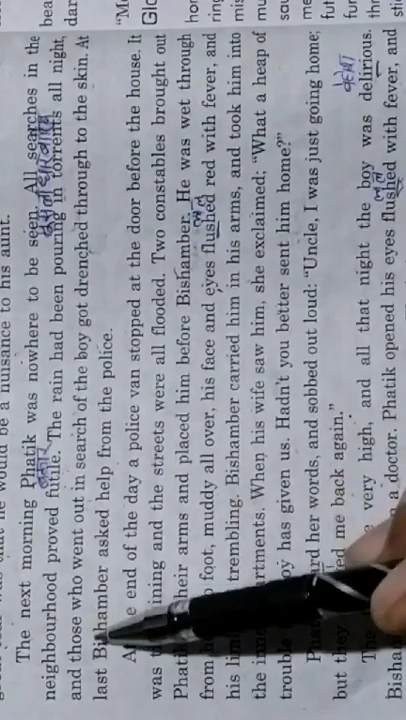 a nuisance to his aunt.
The next morning Phatik was nowhere to be seen. All searches in the
neighbourhood proved futile. The rain had been pouring in torrents all night,
and those who went out in search of the boy got drenched through to the skin. At
last Bishamber asked help from the police.
end of the day a police van stopped at the door before the house. It
was raining and the streets were all flooded. Two constables brought out
Phatik their arms and placed him before Bishamber. He was wet through
from foot, muddy all over, his face and eyes flushed red with fever, and
his trembling. Bishamber carried him in his arms, and took him into
the When his wife saw him, she exclaimed; "What a heap of
trouble has given us. Hadn't you better sent him home?"
her words, and sobbed out loud: "Uncle, I was just going home;
but they me back again."
very high, and all that night the boy was delirious.
a doctor. Phatik opened his eyes flushed with fever, and